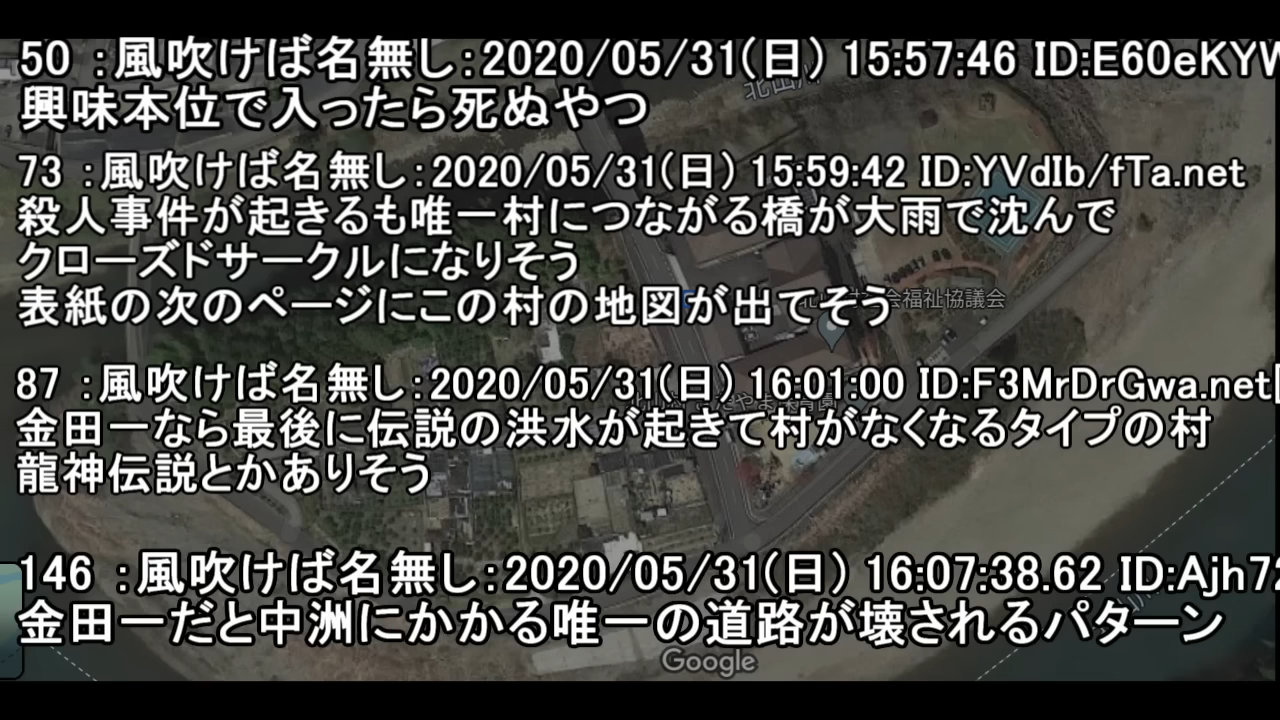 50 ：風吹けば名無し：2020/05/31(日) 15:57:46 ID:E60eKYW
興味本位で入ったら死ぬやつ
73 ：風吹けば名無し：2020/05/31(日) 15:59:42 ID:YVdIb/fTa.net
殺人事件が起きるも唯一村につながる橋が大雨で沈んで
クローズドサークルになりそう
表紙の次のページにこの村の地図が出てそう
87 ：風吹けば名無し：2020/05/31(日) 16:01:00 ID:F3MrDrGwa.net[
金田一なら最後に伝説の洪水が起きて村がなくなるタイプの村
龍神伝説とかありそう
146 ：風吹けば名無し：2020/05/31(日) 16:07:38.62 ID:Ajh72
金田一だと中洲にかかる唯一の道路が壊されるパターン
Google